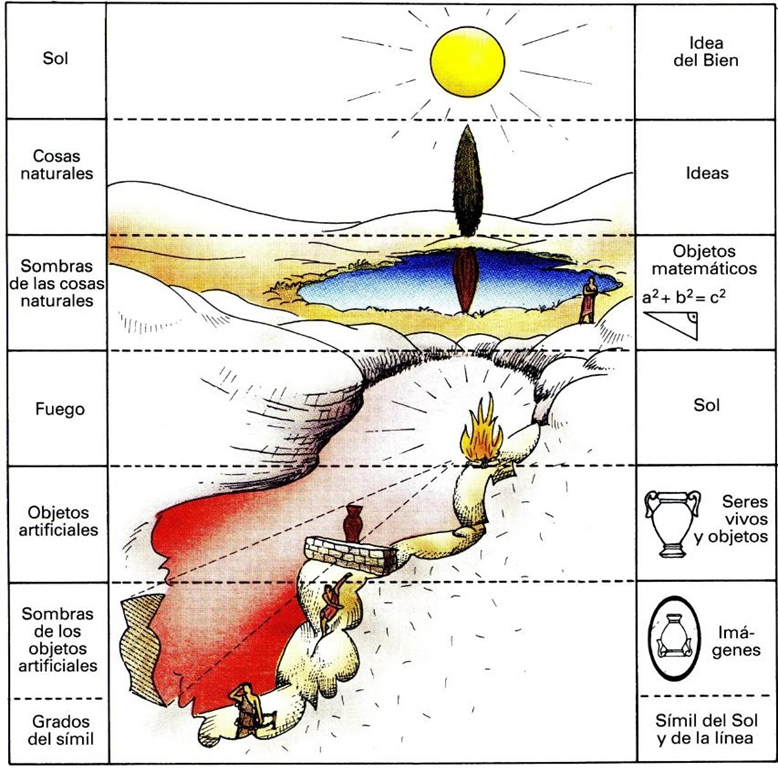 Sol
Idea
del Bien
Cosas
naturales
Ideas
Sombras
de las cosas
naturales
Objetos
matemáticos
a² + b² = c²
Fuego
Sol
Objetos
artificiales
Seres
vivos
y objetos
Sombras
de los
objetos
artificiales
Imá-
genes
Grados
del símil
Símil del Sol
y de la línea